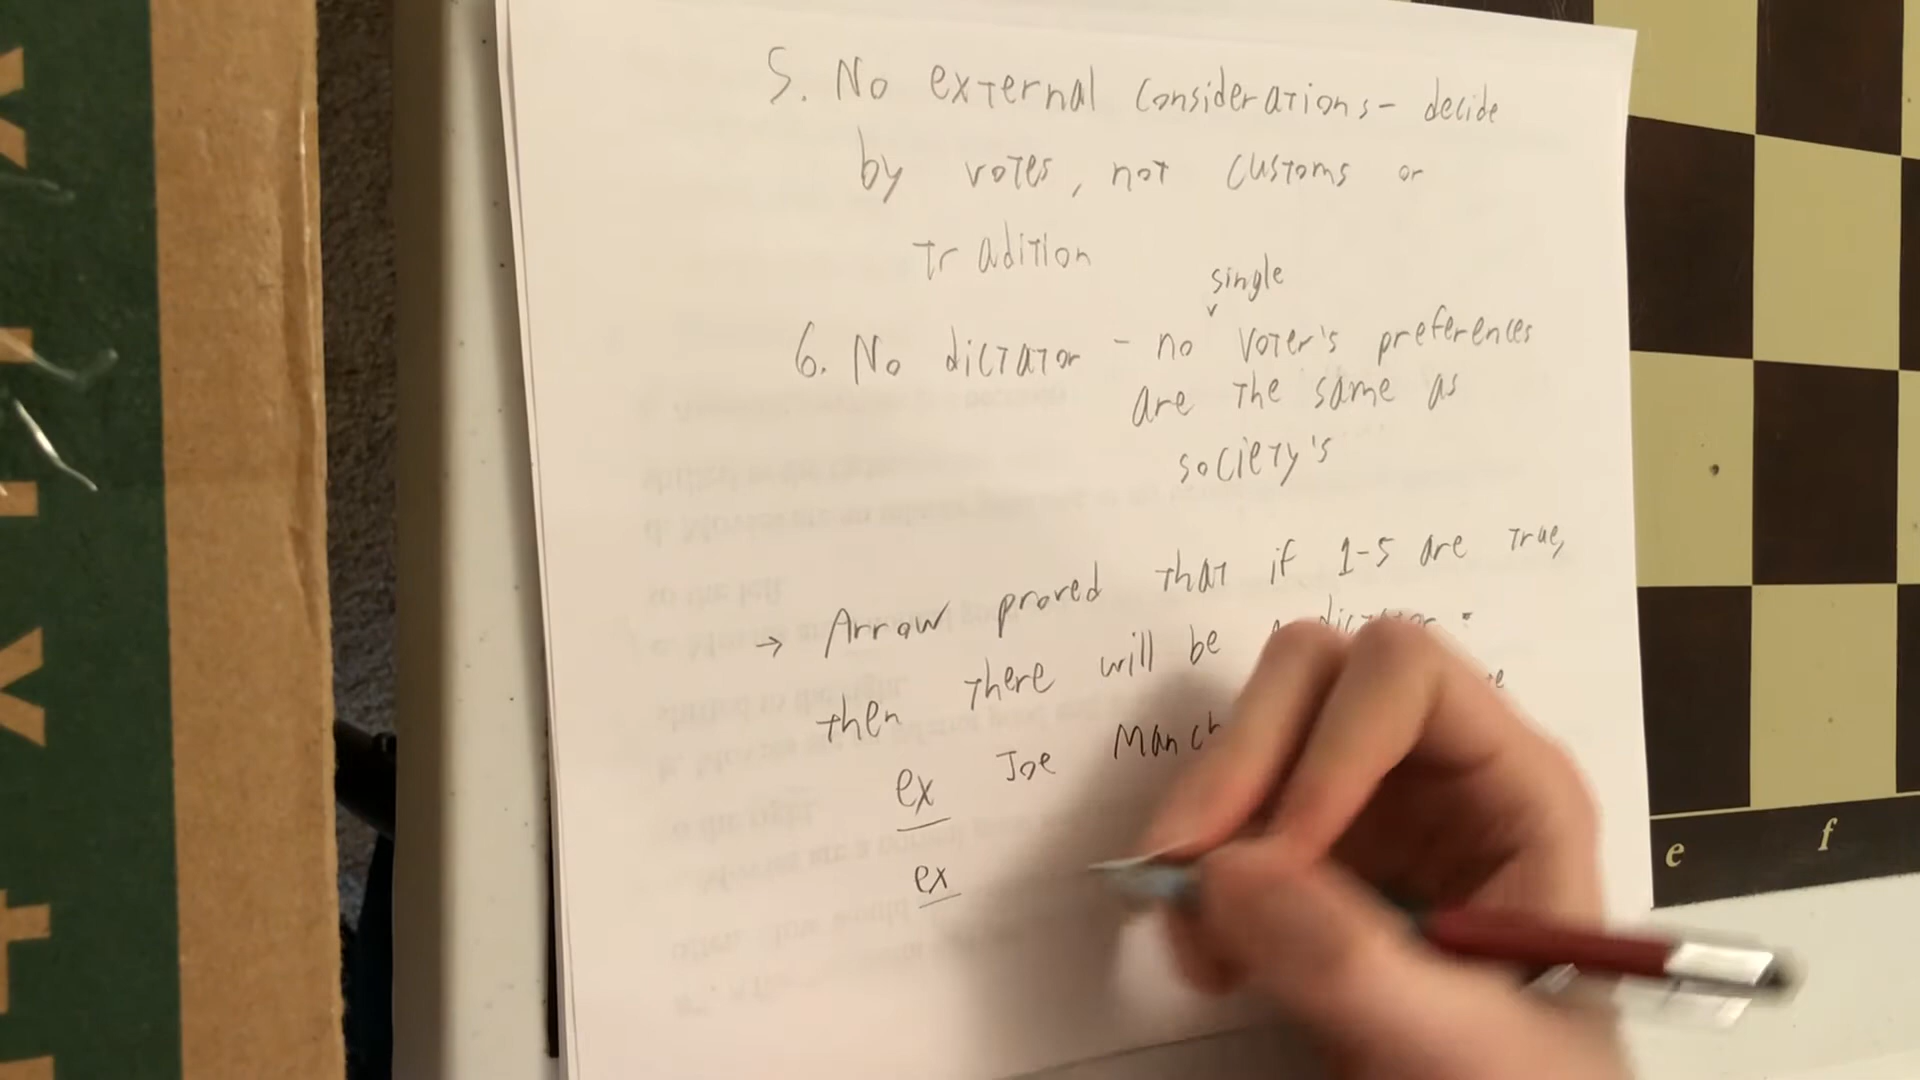 5. No external considerations - decide
by votes, not customs or
tradition
single
6. No dictator - no voter's preferences
are the same as
society's
→ Arrow proved that if 1-5 are true,
then there will be
ex Joe
ex
e f